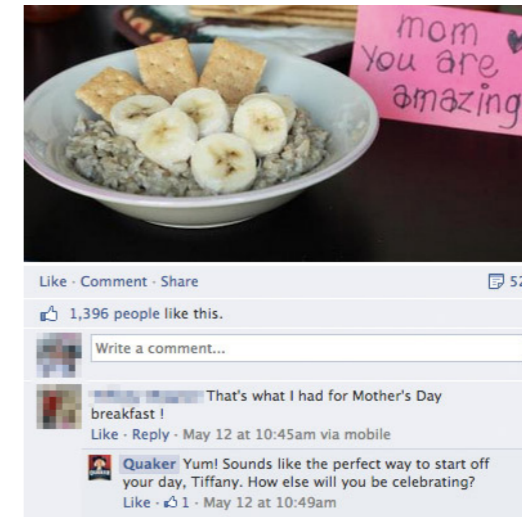 mom
You are
amazing
Like · Comment · Share
52
1,396 people like this.
Write a comment...
That's what I had for Mother's Day
breakfast !
Like · Reply · May 12 at 10:45am via mobile
Quaker Yum! Sounds like the perfect way to start off
your day, Tiffany. How else will you be celebrating?
Like · 1 · May 12 at 10:49am